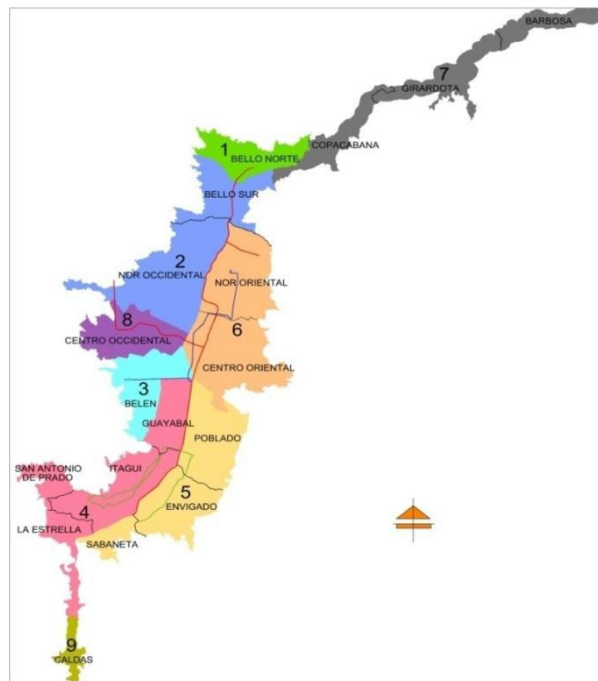 BARBOSA
7
GIRARDOTA
COPACABANA
1
BELLO NORTE
BELLO SUR
2
NOR OCCIDENTAL
NOR ORIENTAL
8
6
CENTRO OCCIDENTAL
CENTRO ORIENTAL
3
BELEN
GUAYABAL
POBLADO
SAN ANTONIO
DE PRADO
ITAGUI
5
ENVIGADO
4
LA ESTRELLA
SABANETA
9
CALDAS